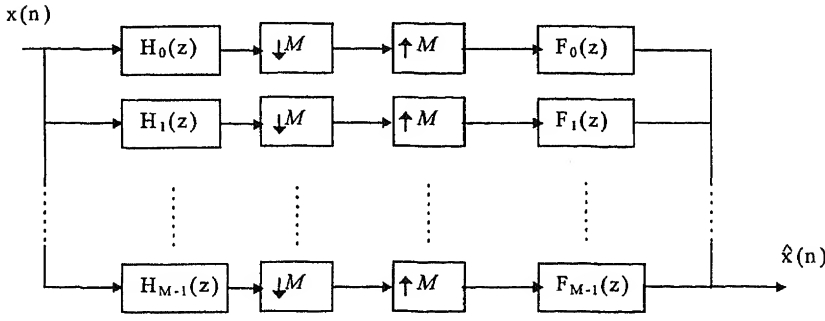 x(n)
H₀(z) ↓M ↑M F₀(z)
H₁(z) ↓M ↑M F₁(z)
x̂(n)
H_{M-1}(z) ↓M ↑M F_{M-1}(z)